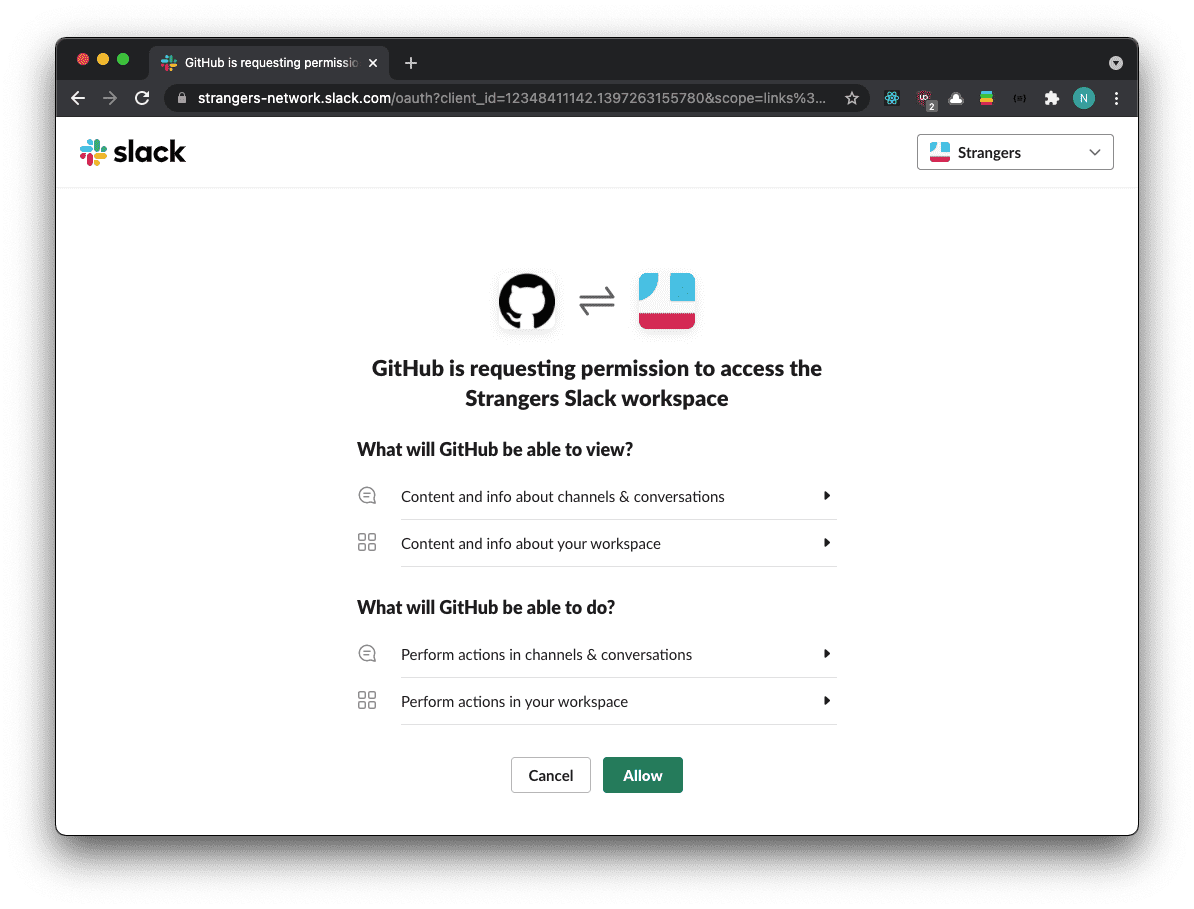 GitHub is requesting permissio
strangers-network.slack.com/oauth?client_id=12348411142.1397263155780&scope=links%3...
2
N
slack
Strangers
GitHub is requesting permission to access the
Strangers Slack workspace
What will GitHub be able to view?
Content and info about channels & conversations
Content and info about your workspace
What will GitHub be able to do?
Perform actions in channels & conversations
Perform actions in your workspace
Cancel
Allow